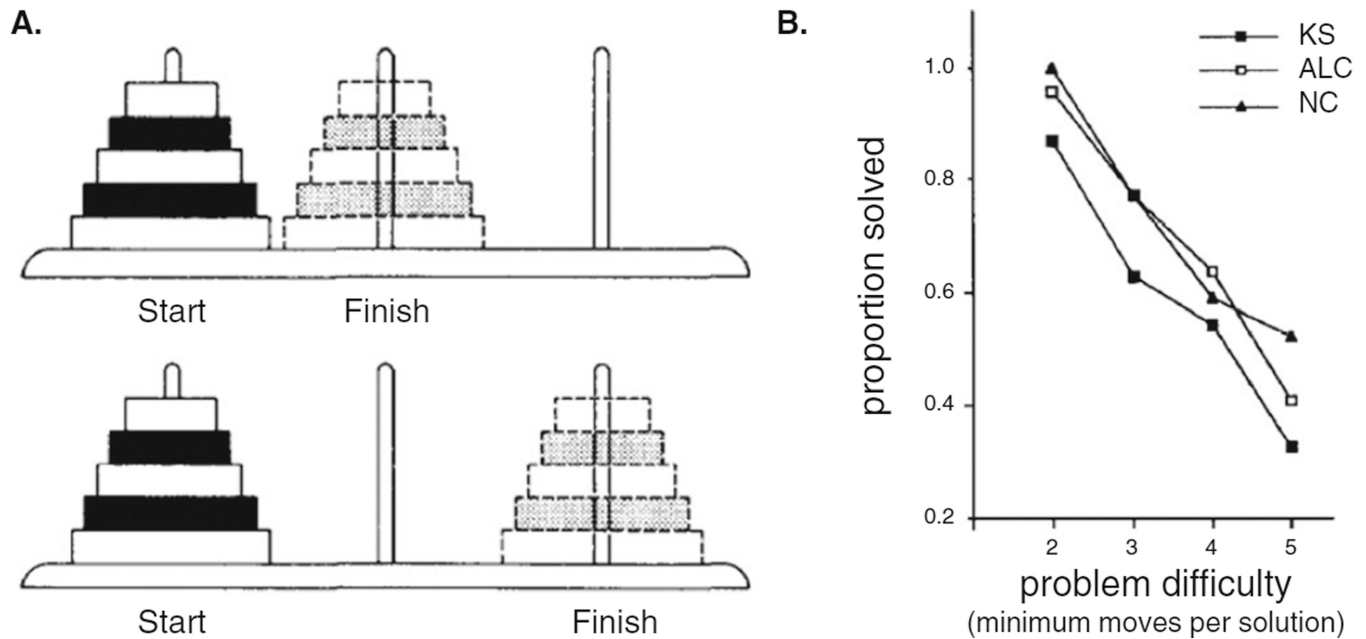 A.
Start
Finish
Start
Finish
B.
KS
ALC
NC
proportion solved
1.0
0.8
0.6
0.4
0.2
2 3 4 5
problem difficulty
(minimum moves per solution)